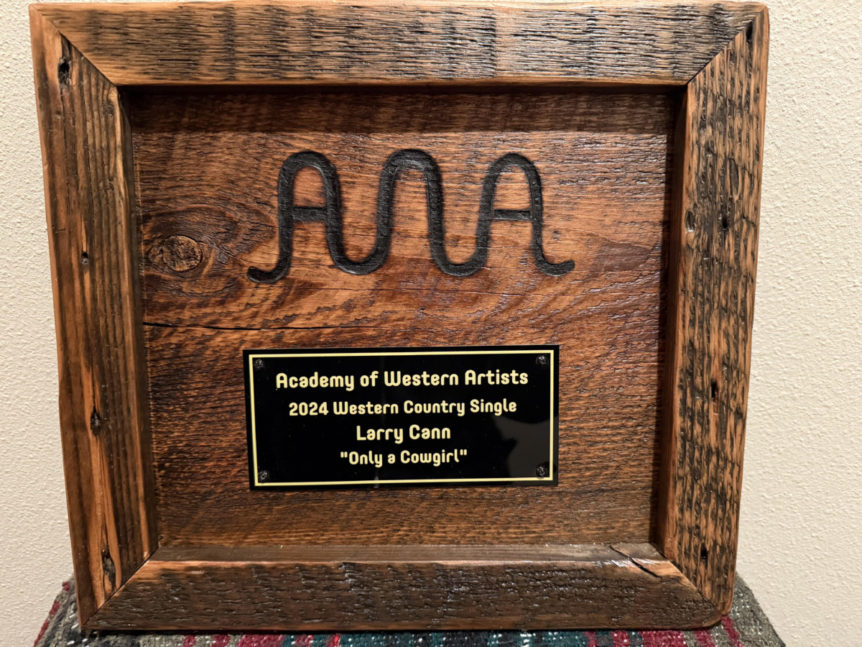 AWA
Academy of Western Artists
2024 Western Country Single
Larry Cann
"Only a Cowgirl"